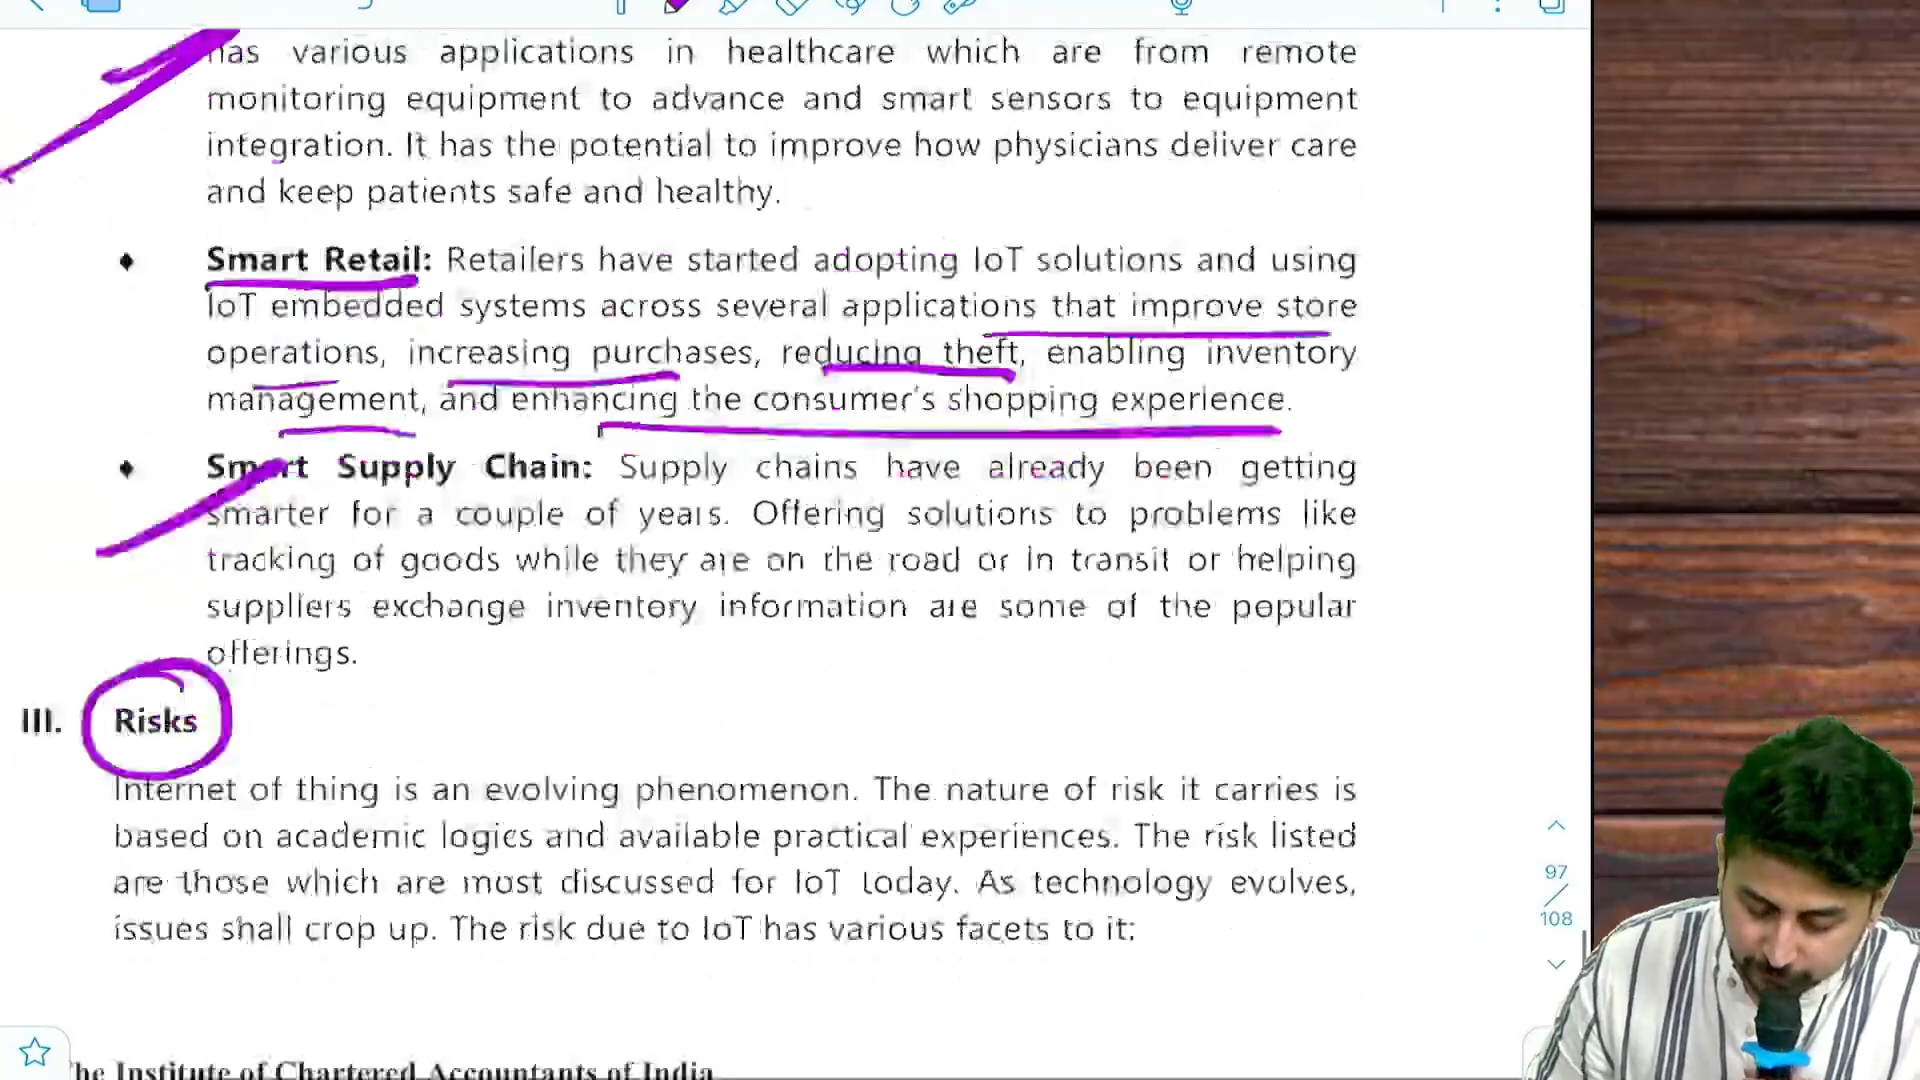 has various applications in healthcare which are from remote
monitoring equipment to advance and smart sensors to equipment
integration. It has the potential to improve how physicians deliver care
and keep patients safe and healthy.
♦ Smart Retail: Retailers have started adopting IoT solutions and using
IoT embedded systems across several applications that improve store
operations, increasing purchases, reducing theft, enabling inventory
management, and enhancing the consumer's shopping experience.
♦ Smart Supply Chain: Supply chains have already been getting
smarter for a couple of years. Offering solutions to problems like
tracking of goods while they are on the road or in transit or helping
suppliers exchange inventory information are some of the popular
offerings.
III. Risks
Internet of thing is an evolving phenomenon. The nature of risk it carries is
based on academic logics and available practical experiences. The risk listed
are those which are most discussed for IoT today. As technology evolves,
issues shall crop up. The risk due to IoT has various facets to it:
97
/
108
The Institute of Chartered Accountants of India